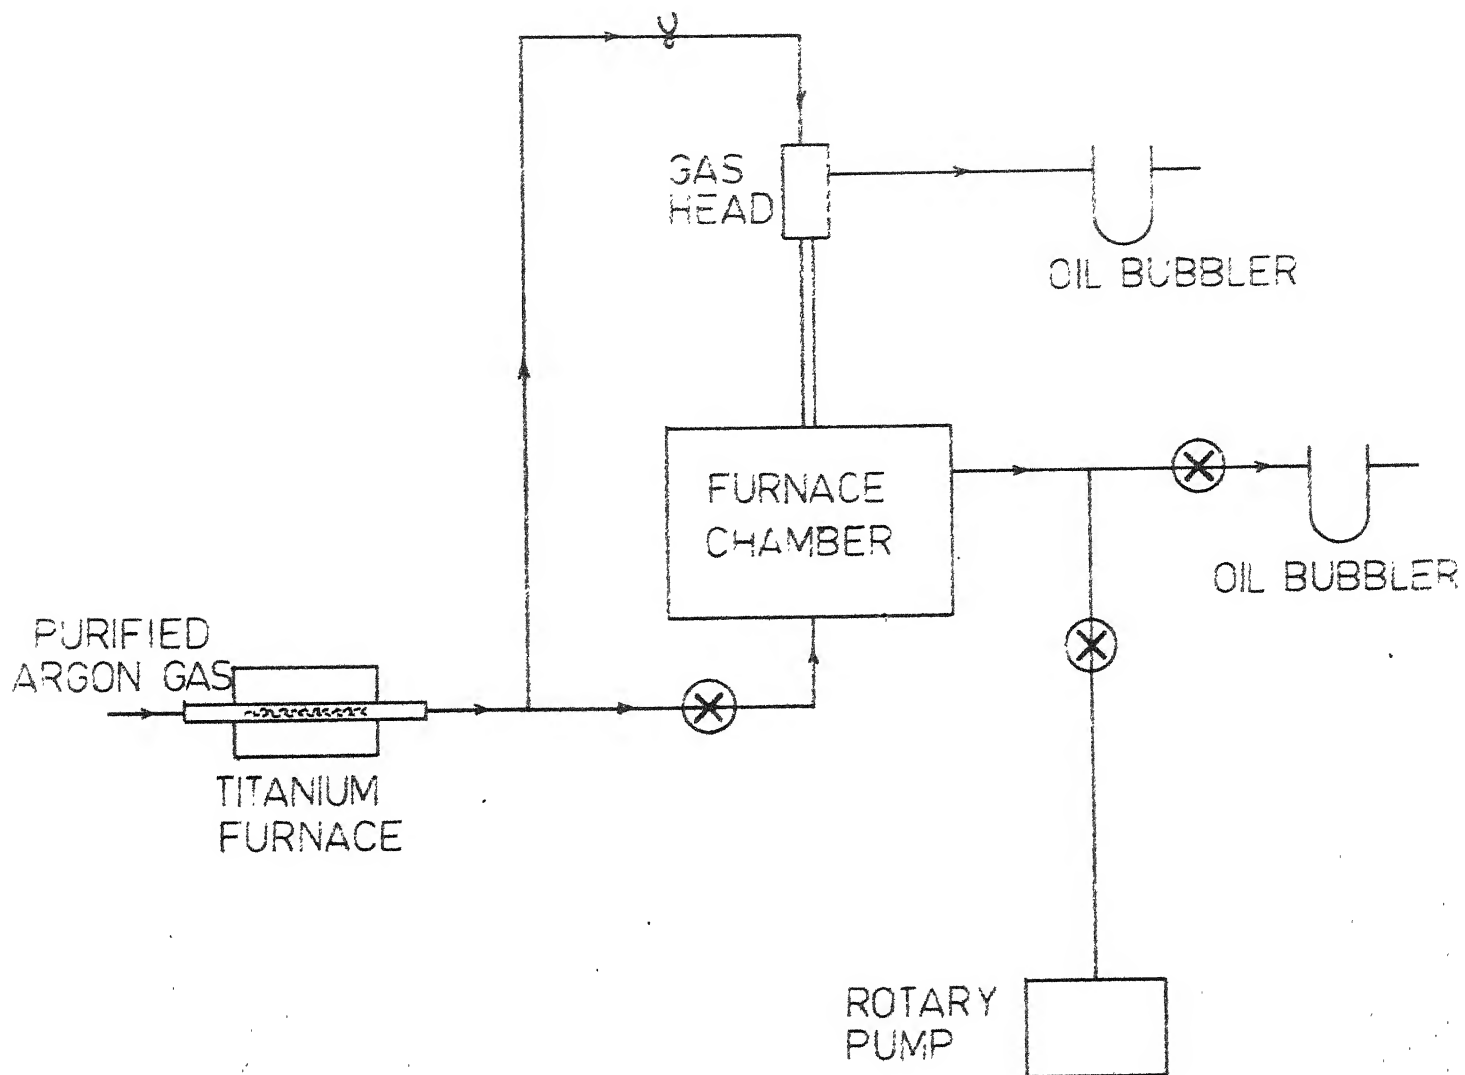 GAS
HEAD
OIL BUBBLER
FURNACE
CHAMBER
OIL BUBBLER
PURIFIED
ARGON GAS
TITANIUM
FURNACE
ROTARY
PUMP